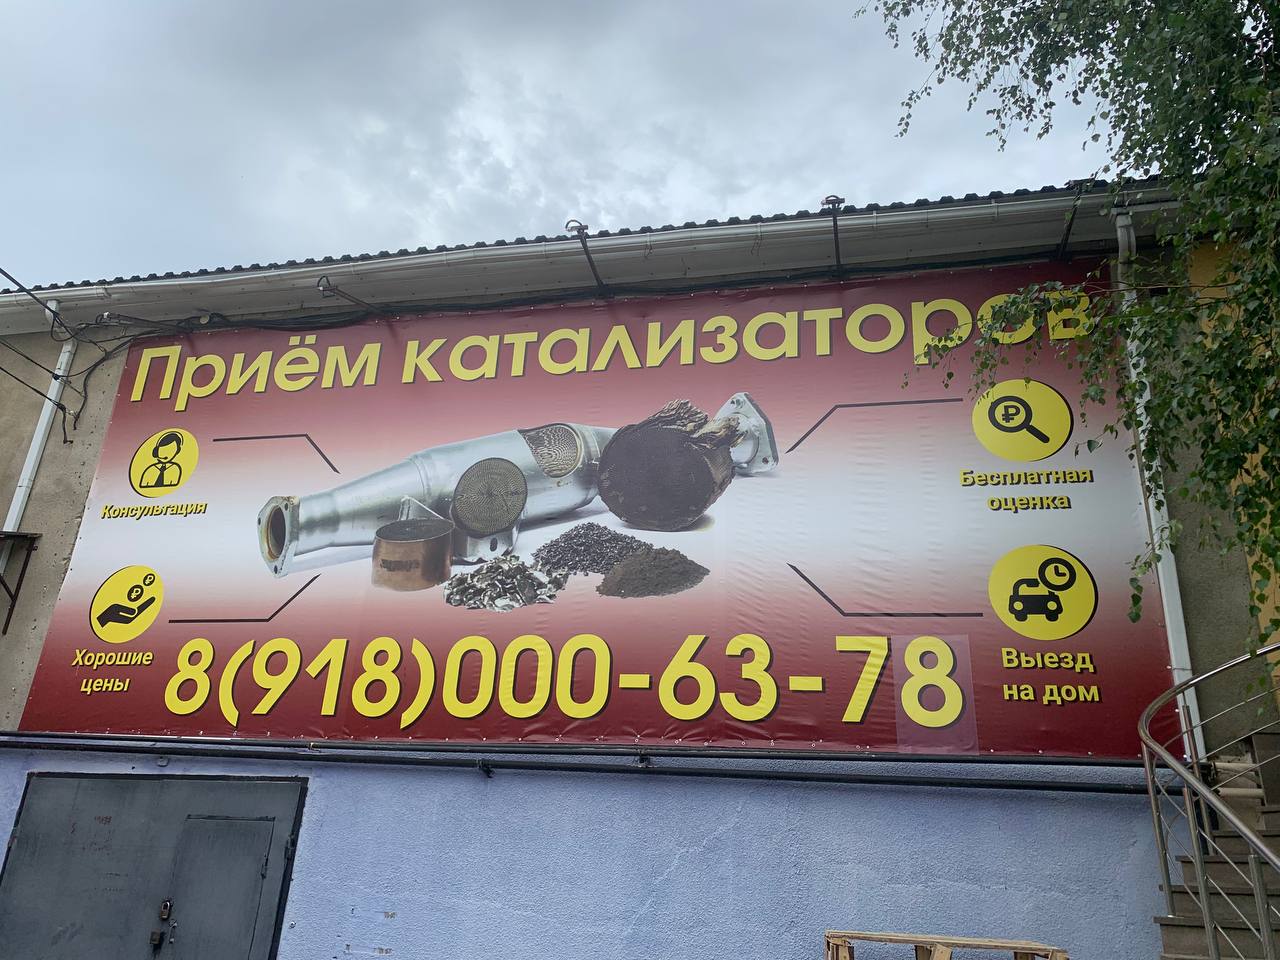 Приём катализаторов
Консультация
Бесплатная
оценка
Хорошие
цены
8(918)000-63-78
Выезд
на дом